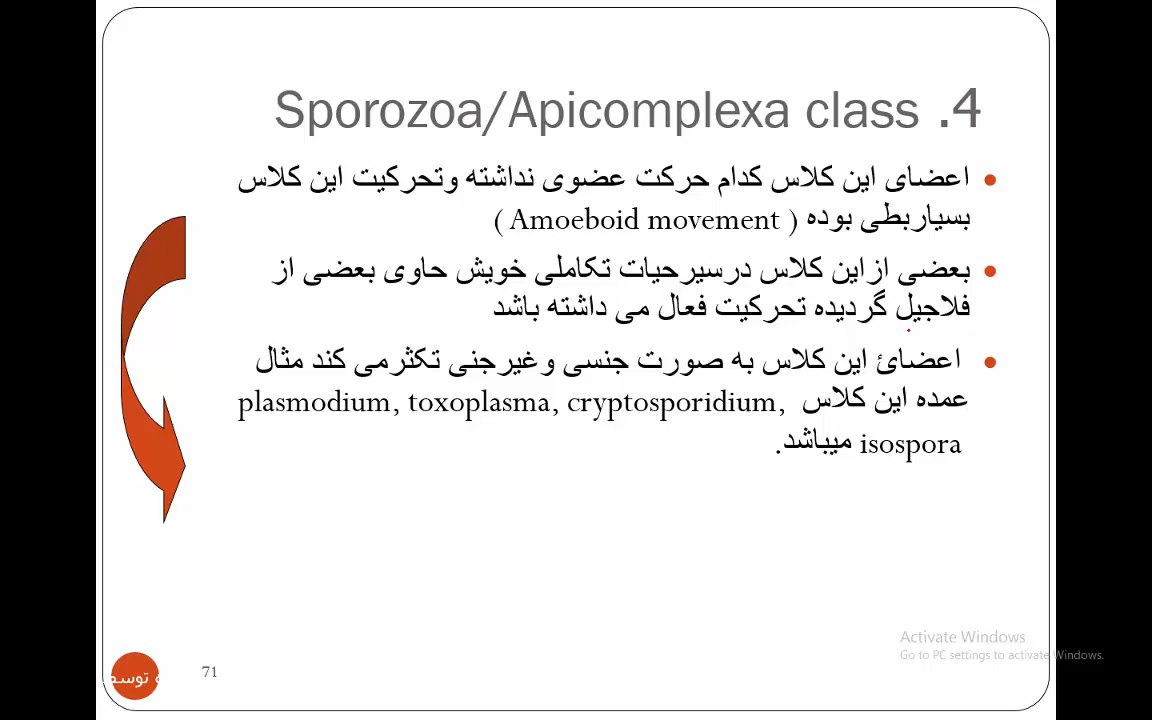 4. Sporozoa/Apicomplexa class
اعضای این کلاس کدام حرکت عضوی نداشته وتحرکیت این کلاس
بسیاربطی بوده ( Amoeboid movement )
بعضی ازاین کلاس درسیرحیات تکاملی خویش حاوی بعضی از
فلاجیل گردیده تحرکیت فعال می داشته باشد
اعضائ این کلاس به صورت جنسی وغیرجنی تکثرمی کند مثال
عمده این کلاس plasmodium, toxoplasma, cryptosporidium,
isospora میباشد.
Activate Windows
Go to PC settings to activate Windows.
71
توسط